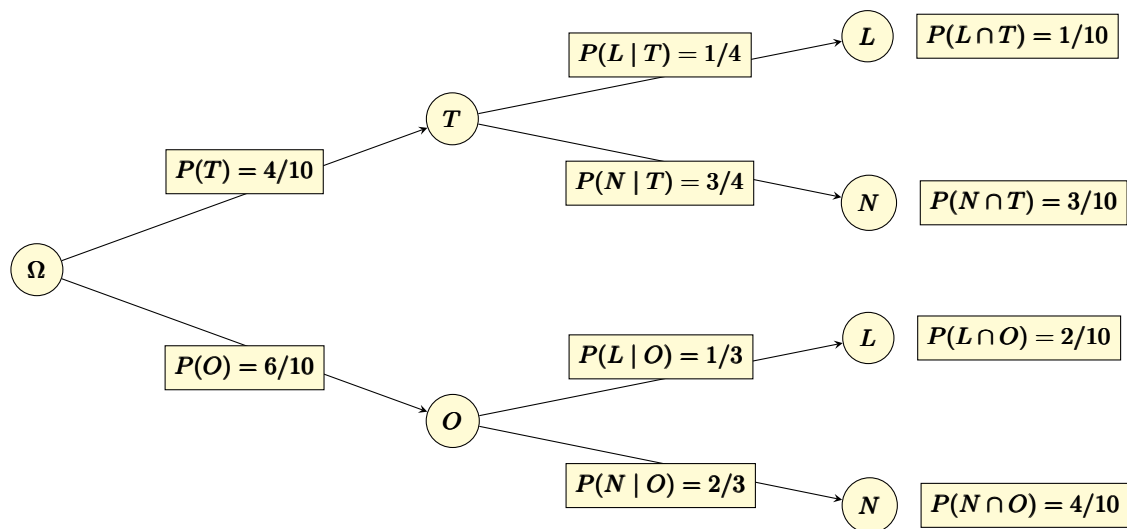 L
P(L ∩ T) = 1/10
P(L | T) = 1/4
T
P(T) = 4/10
P(N | T) = 3/4
N
P(N ∩ T) = 3/10
Ω
L
P(L ∩ O) = 2/10
P(L | O) = 1/3
P(O) = 6/10
O
P(N | O) = 2/3
N
P(N ∩ O) = 4/10